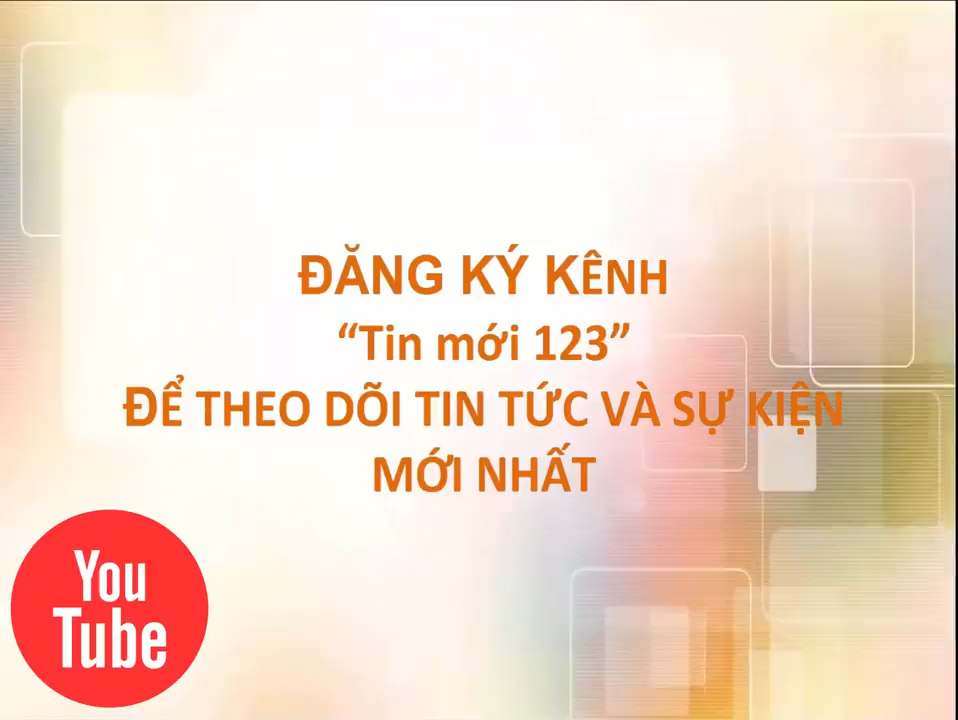 ĐĂNG KÝ KÊNH
“Tin mới 123”
ĐỂ THEO DÕI TIN TỨC VÀ SỰ KIỆN
MỚI NHẤT
You
Tube